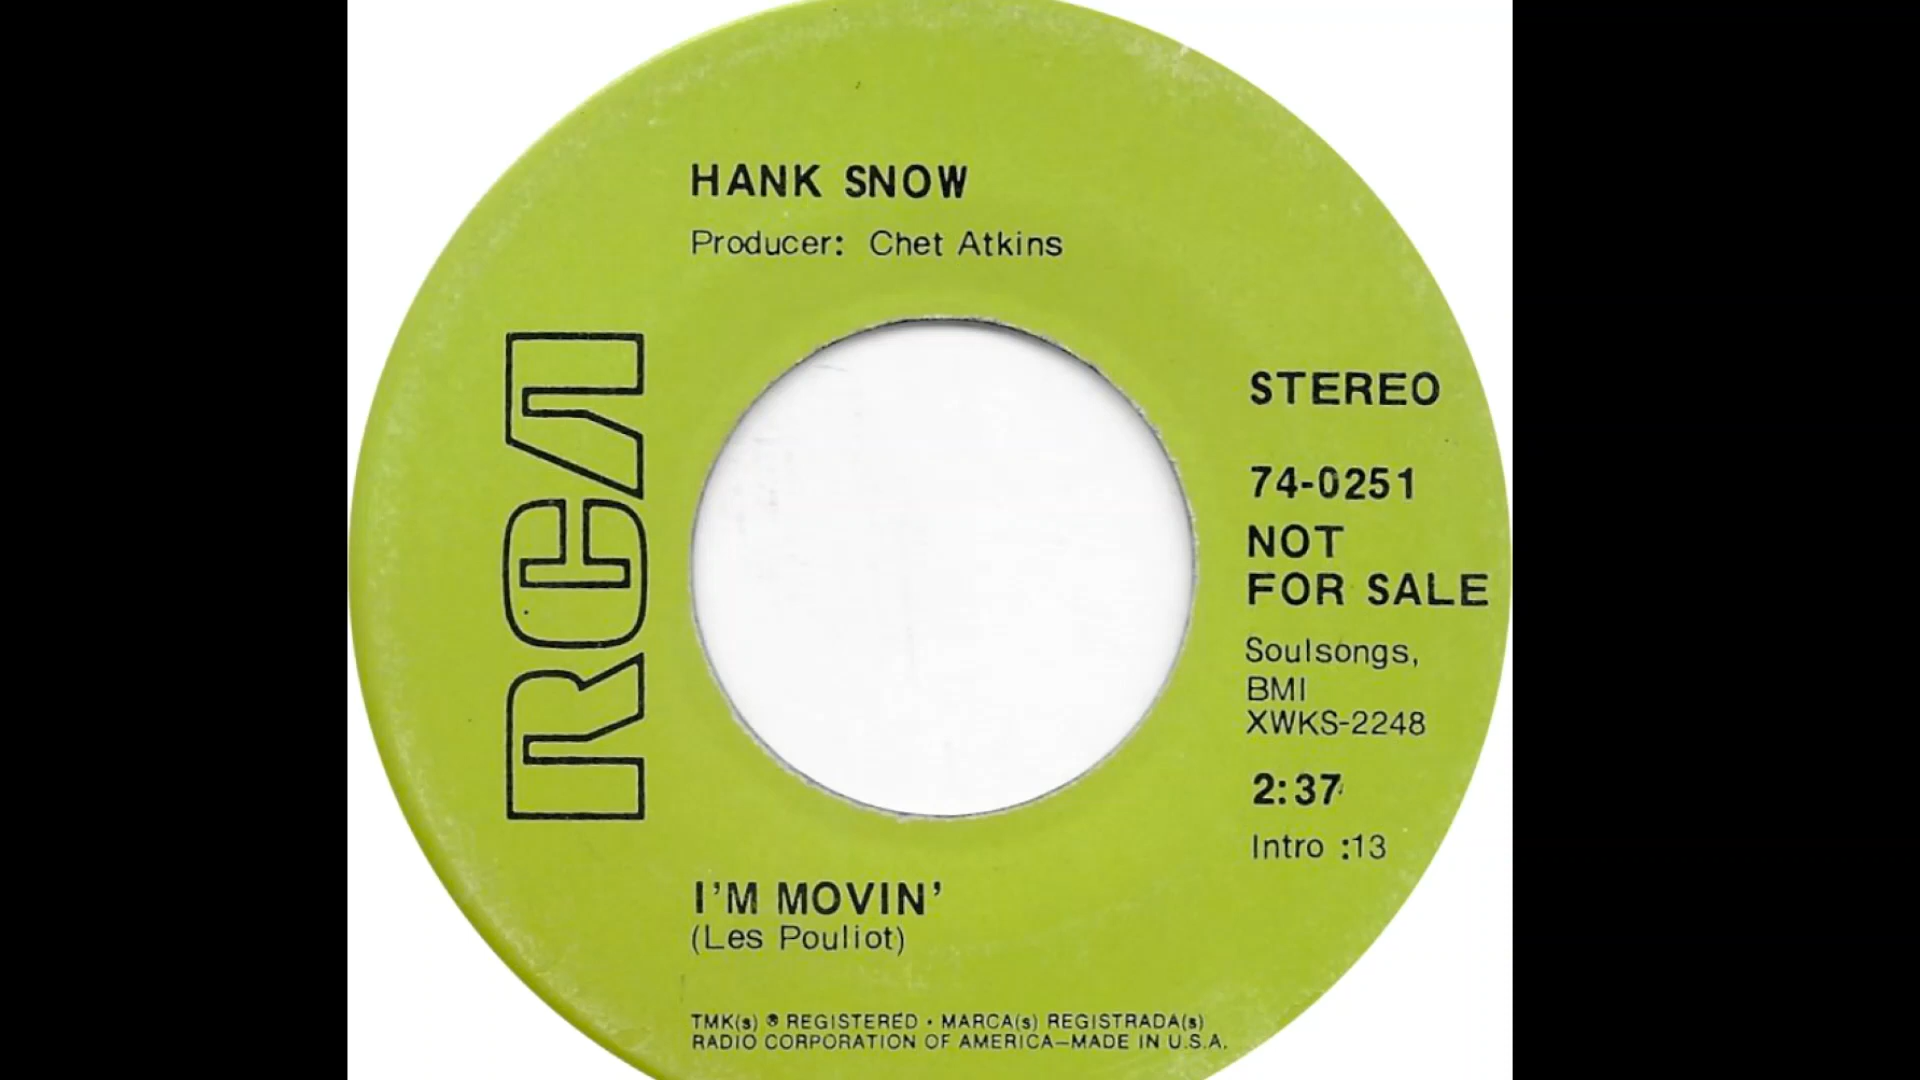 HANK SNOW
Producer: Chet Atkins
RCA
STEREO
74-0251
NOT
FOR SALE
Soulsongs,
BMI
XWKS-2248
2:37
Intro :13
I'M MOVIN'
(Les Pouliot)
TMK(s) ® REGISTERED • MARCA(s) REGISTRADA(s)
RADIO CORPORATION OF AMERICA—MADE IN U.S.A.